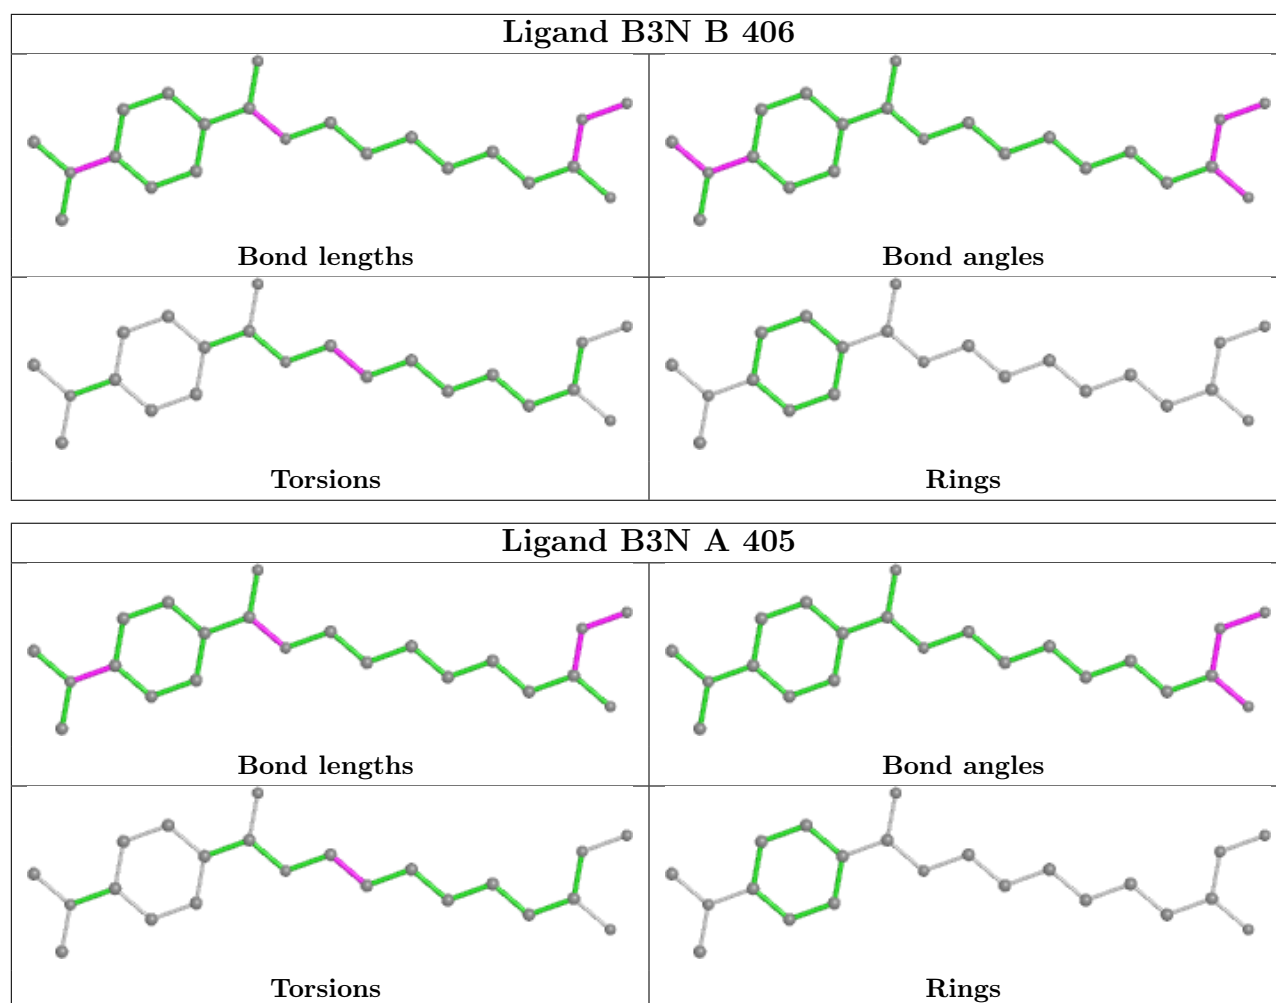 Ligand B3N B 406
Bond lengths
Bond angles
Torsions
Rings
Ligand B3N A 405
Bond lengths
Bond angles
Torsions
Rings